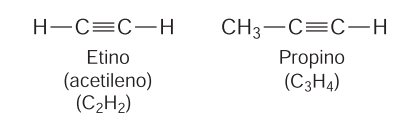 H—C≡C—H
CH₃—C≡C—H
Etino
(acetileno)
(C₂H₂)
Propino
(C₃H₄)